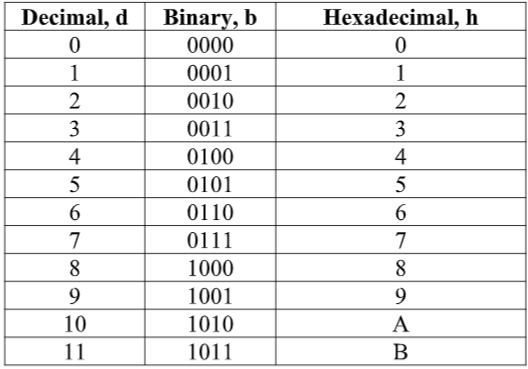 Decimal, d Binary, b Hexadecimal, h
0 0000 0
1 0001 1
2 0010 2
3 0011 3
4 0100 4
5 0101 5
6 0110 6
7 0111 7
8 1000 8
9 1001 9
10 1010 A
11 1011 B